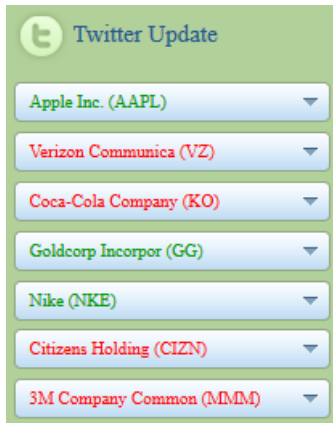 Twitter Update
Apple Inc. (AAPL)
Verizon Communica (VZ)
Coca-Cola Company (KO)
Goldcorp Incorpor (GG)
Nike (NKE)
Citizens Holding (CIZN)
3M Company Common (MMM)